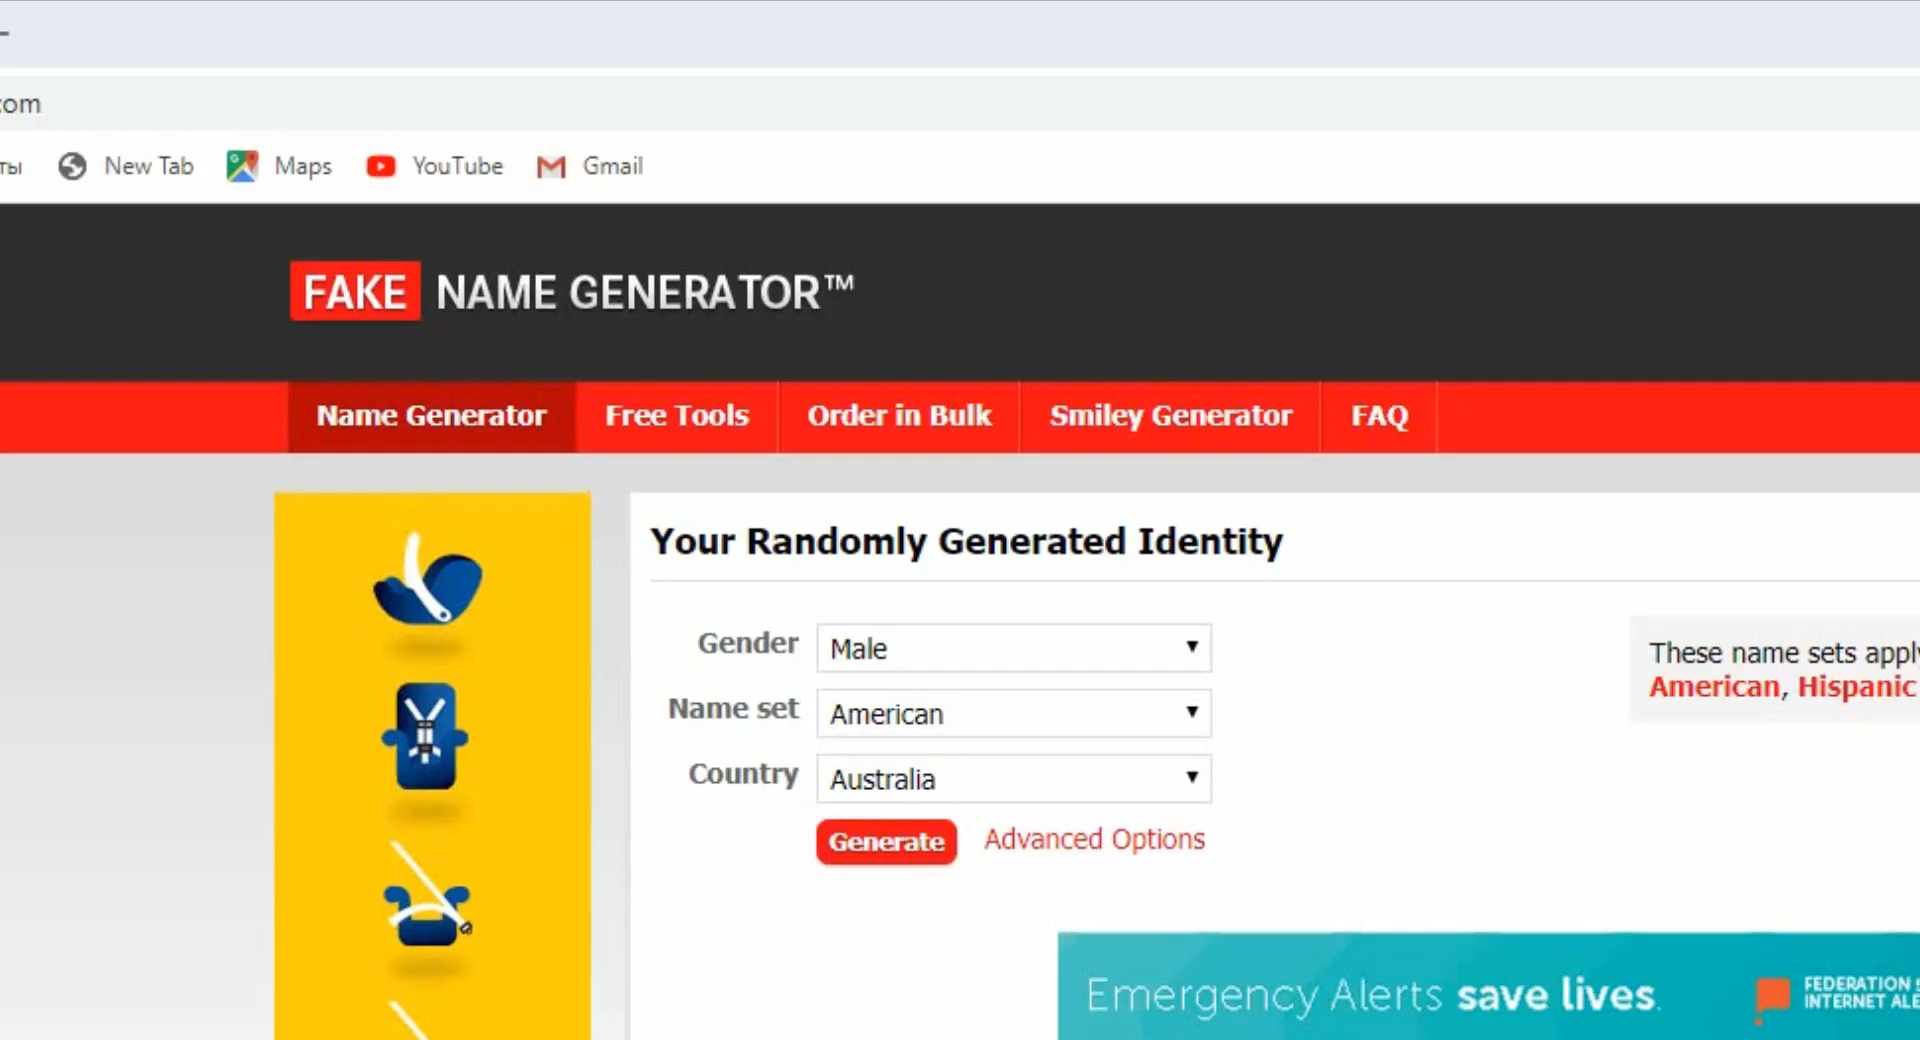 com
ты New Tab Maps YouTube Gmail
FAKE NAME GENERATOR™
Name Generator Free Tools Order in Bulk Smiley Generator FAQ
Your Randomly Generated Identity
Gender Male
Name set American
Country Australia
Generate Advanced Options
These name sets apply
American, Hispanic
Emergency Alerts save lives.
FEDERATION
INTERNET ALE